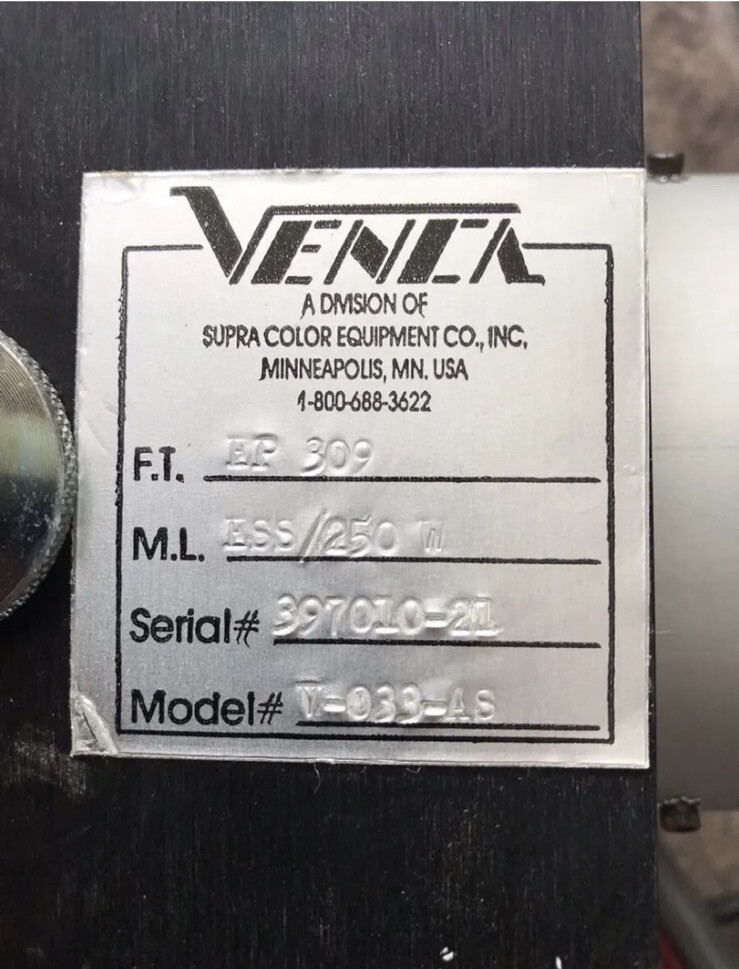 VENCA
A DIVISION OF
SUPRA COLOR EQUIPMENT CO., INC.
MINNEAPOLIS, MN. USA
1-800-688-3622
F.T. EP 309
M.L. ESS/250 W
Serial# 397010-21
Model# V-033-AS